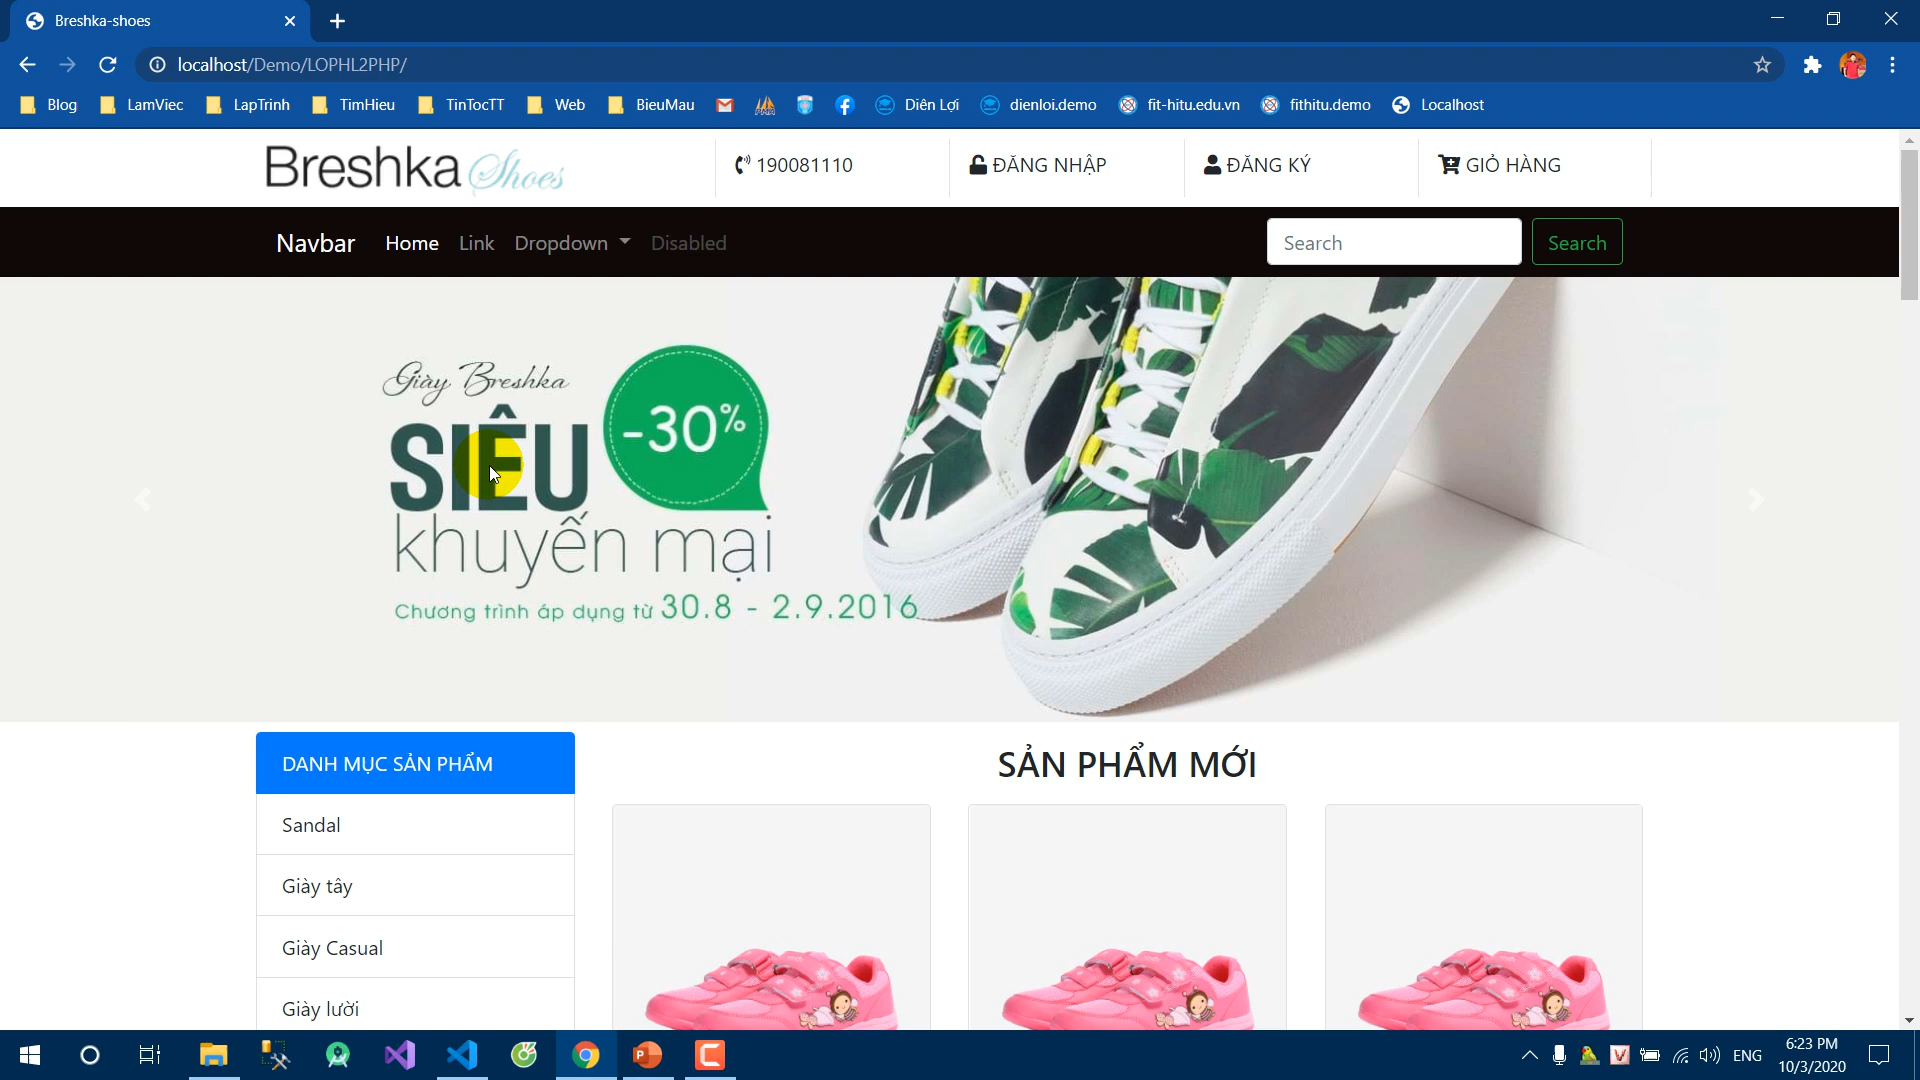 Breshka-shoes
localhost/Demo/LOPHL2PHP/
Blog LamViec LapTrinh TimHieu TinTocTT Web BieuMau Diên Lợi dienloi.demo fit-hitu.edu.vn fithitu.demo Localhost
Breshka Shoes 190081110 ĐĂNG NHẬP ĐĂNG KÝ GIỎ HÀNG
Navbar Home Link Dropdown Disabled Search Search
Giày Breshka
SIÊU -30%
khuyến mại
Chương trình áp dụng từ 30.8 - 2.9.2016
DANH MỤC SẢN PHẨM
SẢN PHẨM MỚI
Sandal
Giày tây
Giày Casual
Giày lười
ENG 6:23 PM
10/3/2020